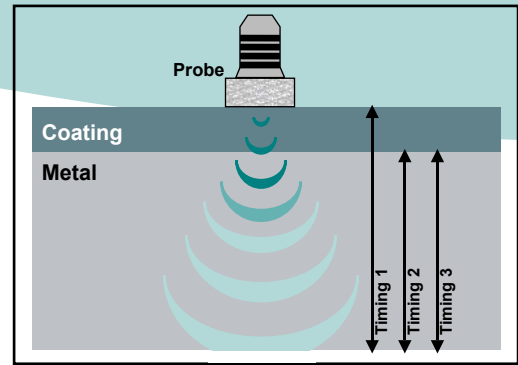 Probe
Coating
Metal
Timing 1
Timing 2
Timing 3